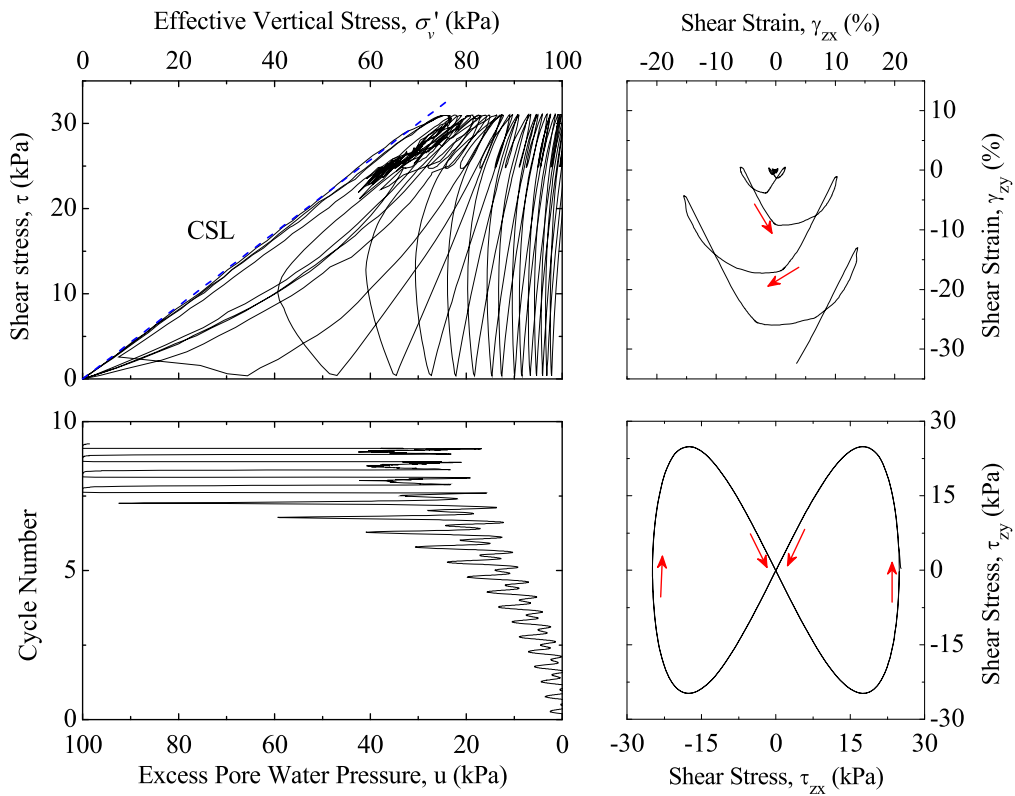 Effective Vertical Stress, σv' (kPa)
0 20 40 60 80 100
Shear stress, τ (kPa)
30
20
10
0
CSL
Shear Strain, γzx (%)
-20 -10 0 10 20
10
0
-10
-20
-30
Shear Strain, γzy (%)
Cycle Number
10
5
0
100 80 60 40 20 0
Excess Pore Water Pressure, u (kPa)
30
15
0
-15
-30
Shear Stress, τzy (kPa)
-30 -15 0 15 30
Shear Stress, τzx (kPa)